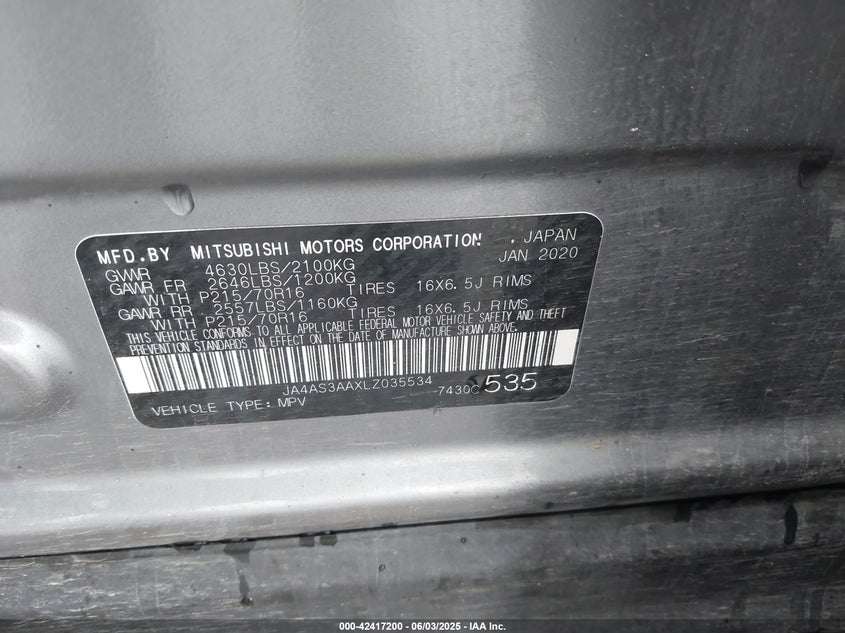 MFD.BY MITSUBISHI MOTORS CORPORATION, JAPAN
GVWR 4630LBS/2100KG JAN 2020
GAWR FR 2646LBS/1200KG
WITH P215/70R16 TIRES 16X6.5J RIMS
GAWR RR 2557LBS/1160KG
WITH P215/70R16 TIRES 16X6.5J RIMS
THIS VEHICLE CONFORMS TO ALL APPLICABLE FEDERAL MOTOR VEHICLE SAFETY AND THEFT
PREVENTION STANDARDS IN EFFECT ON THE DATE OF MANUFACTURE SHOWN ABOVE.
JA4AS3AAXLZ035534
7430C 535
VEHICLE TYPE: MPV
000-42417200 - 06/03/2025 - IAA Inc.